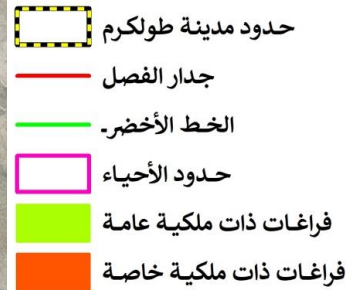 حدود مدينة طولكرم
جدار الفصل
الخط الأخضر
حدود الأحياء
فراغات ذات ملكية عامة
فراغات ذات ملكية خاصة